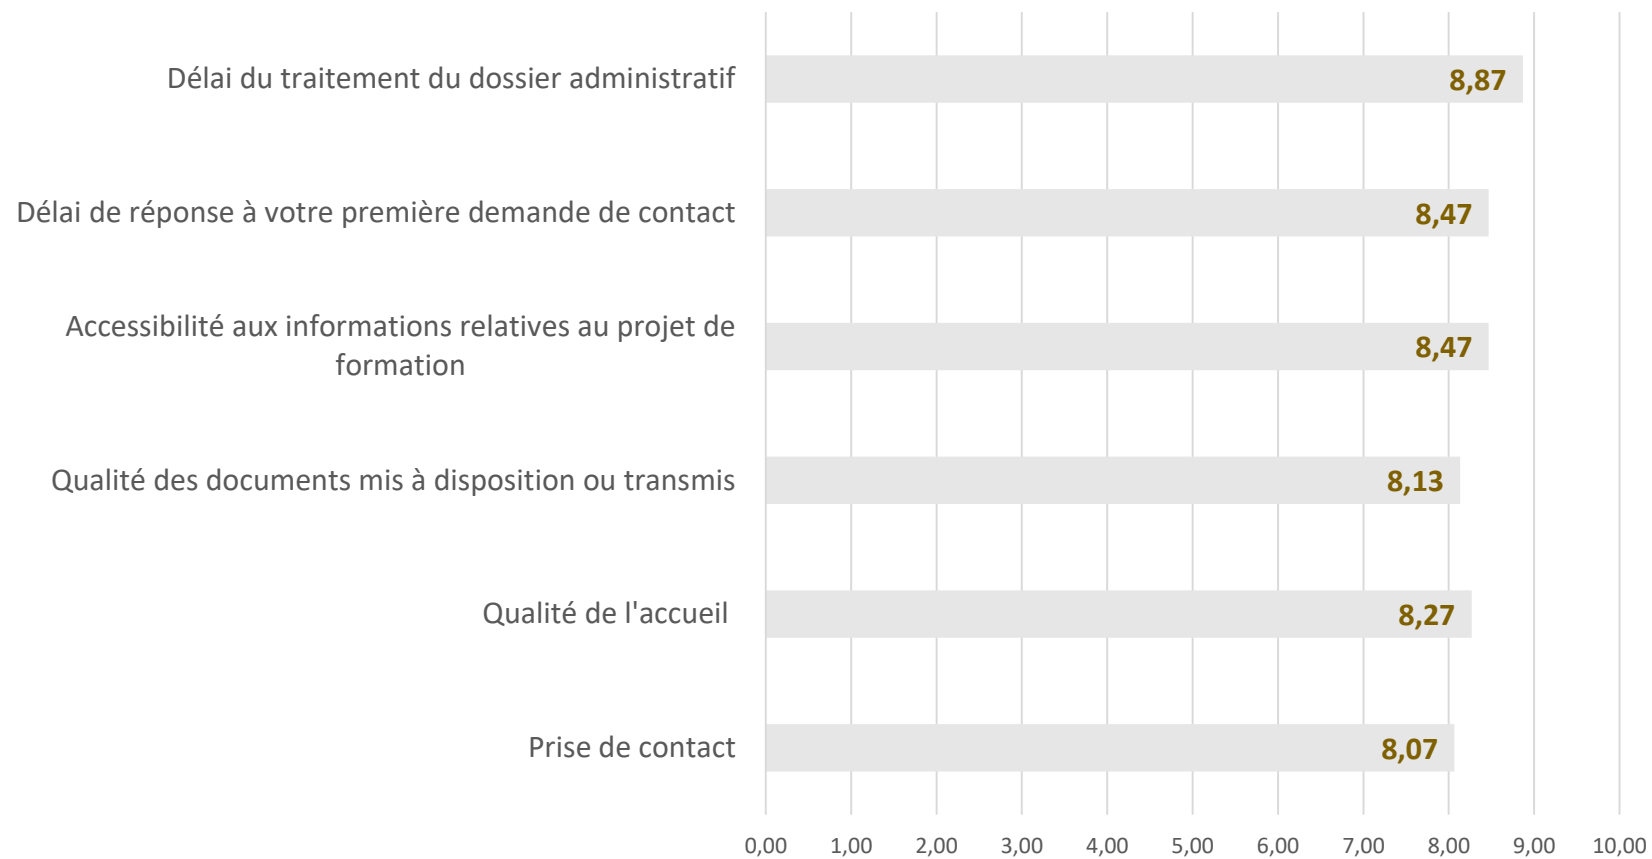 Délai du traitement du dossier administratif
8,87
Délai de réponse à votre première demande de contact
8,47
Accessibilité aux informations relatives au projet de
formation
8,47
Qualité des documents mis à disposition ou transmis
8,13
Qualité de l'accueil
8,27
Prise de contact
8,07
0,00 1,00 2,00 3,00 4,00 5,00 6,00 7,00 8,00 9,00 10,00